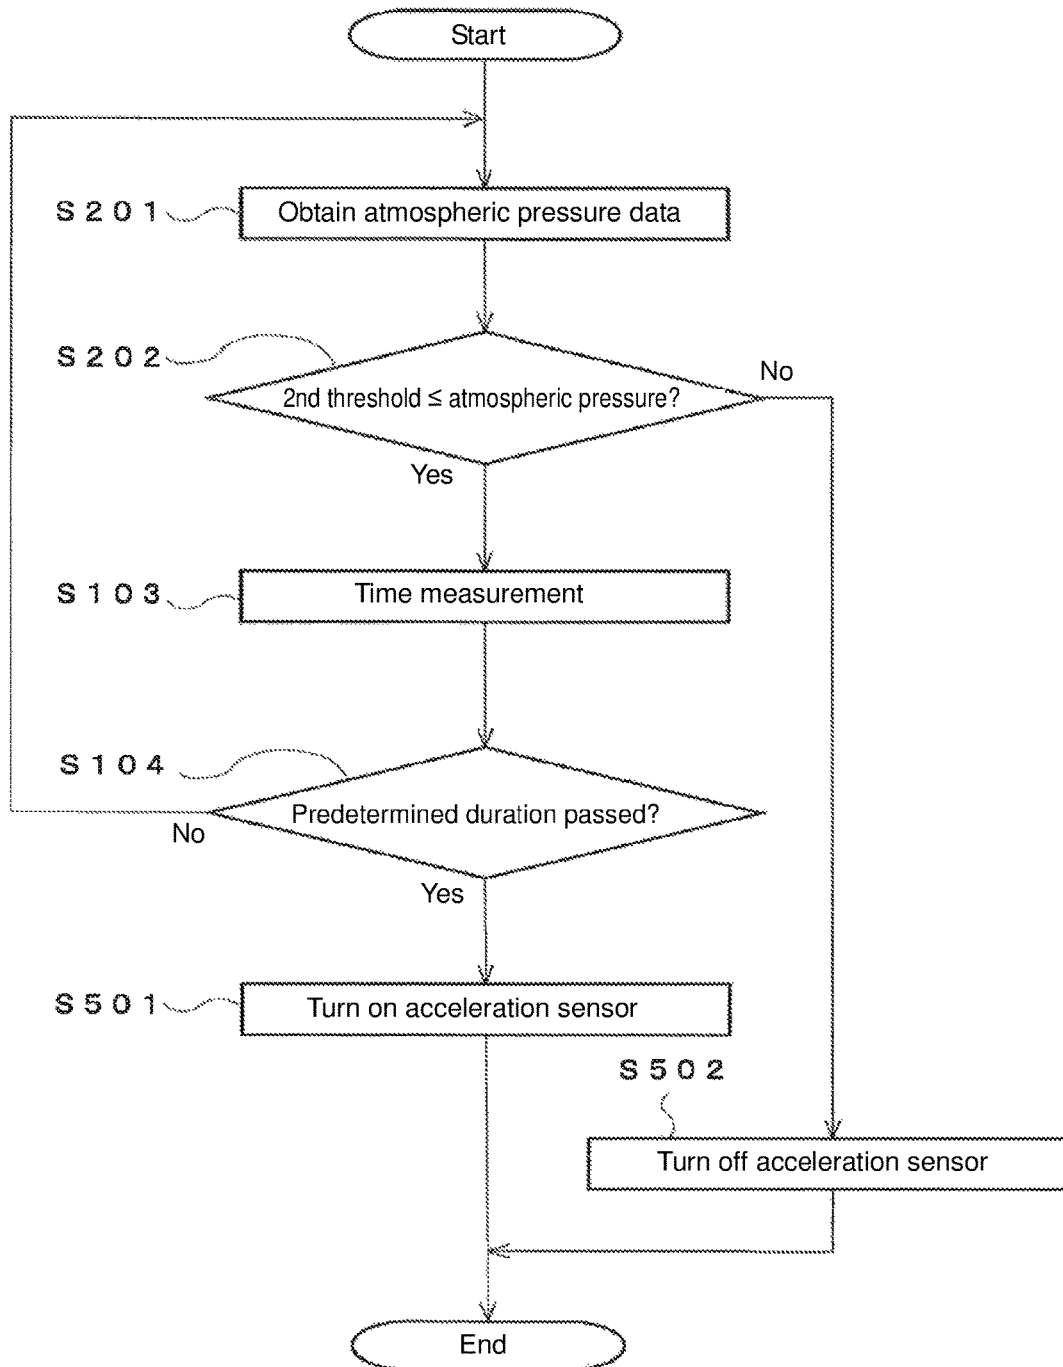 Start
S201
Obtain atmospheric pressure data
S202
2nd threshold ≤ atmospheric pressure?
No
Yes
S103
Time measurement
S104
Predetermined duration passed?
No
Yes
S501
Turn on acceleration sensor
S502
Turn off acceleration sensor
End